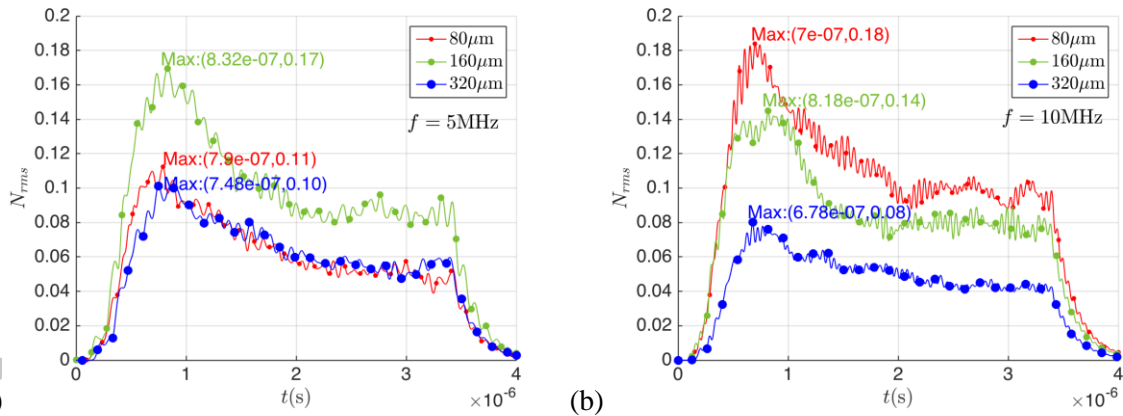 0.2
0.18
0.16
0.14
0.12
0.1
0.08
0.06
0.04
0.02
0
N_{rms}
Max:(8.32e-07,0.17)
Max:(7.9e-07,0.11)
Max:(7.48e-07,0.10)
80μm
160μm
320μm
f = 5MHz
0 1 2 3 4
t(s)
×10^{-6}
)
(b)
0.2
0.18
0.16
0.14
0.12
0.1
0.08
0.06
0.04
0.02
0
N_{rms}
Max:(7e-07,0.18)
Max:(8.18e-07,0.14)
Max:(6.78e-07,0.08)
80μm
160μm
320μm
f = 10MHz
0 1 2 3 4
t(s)
×10^{-6}